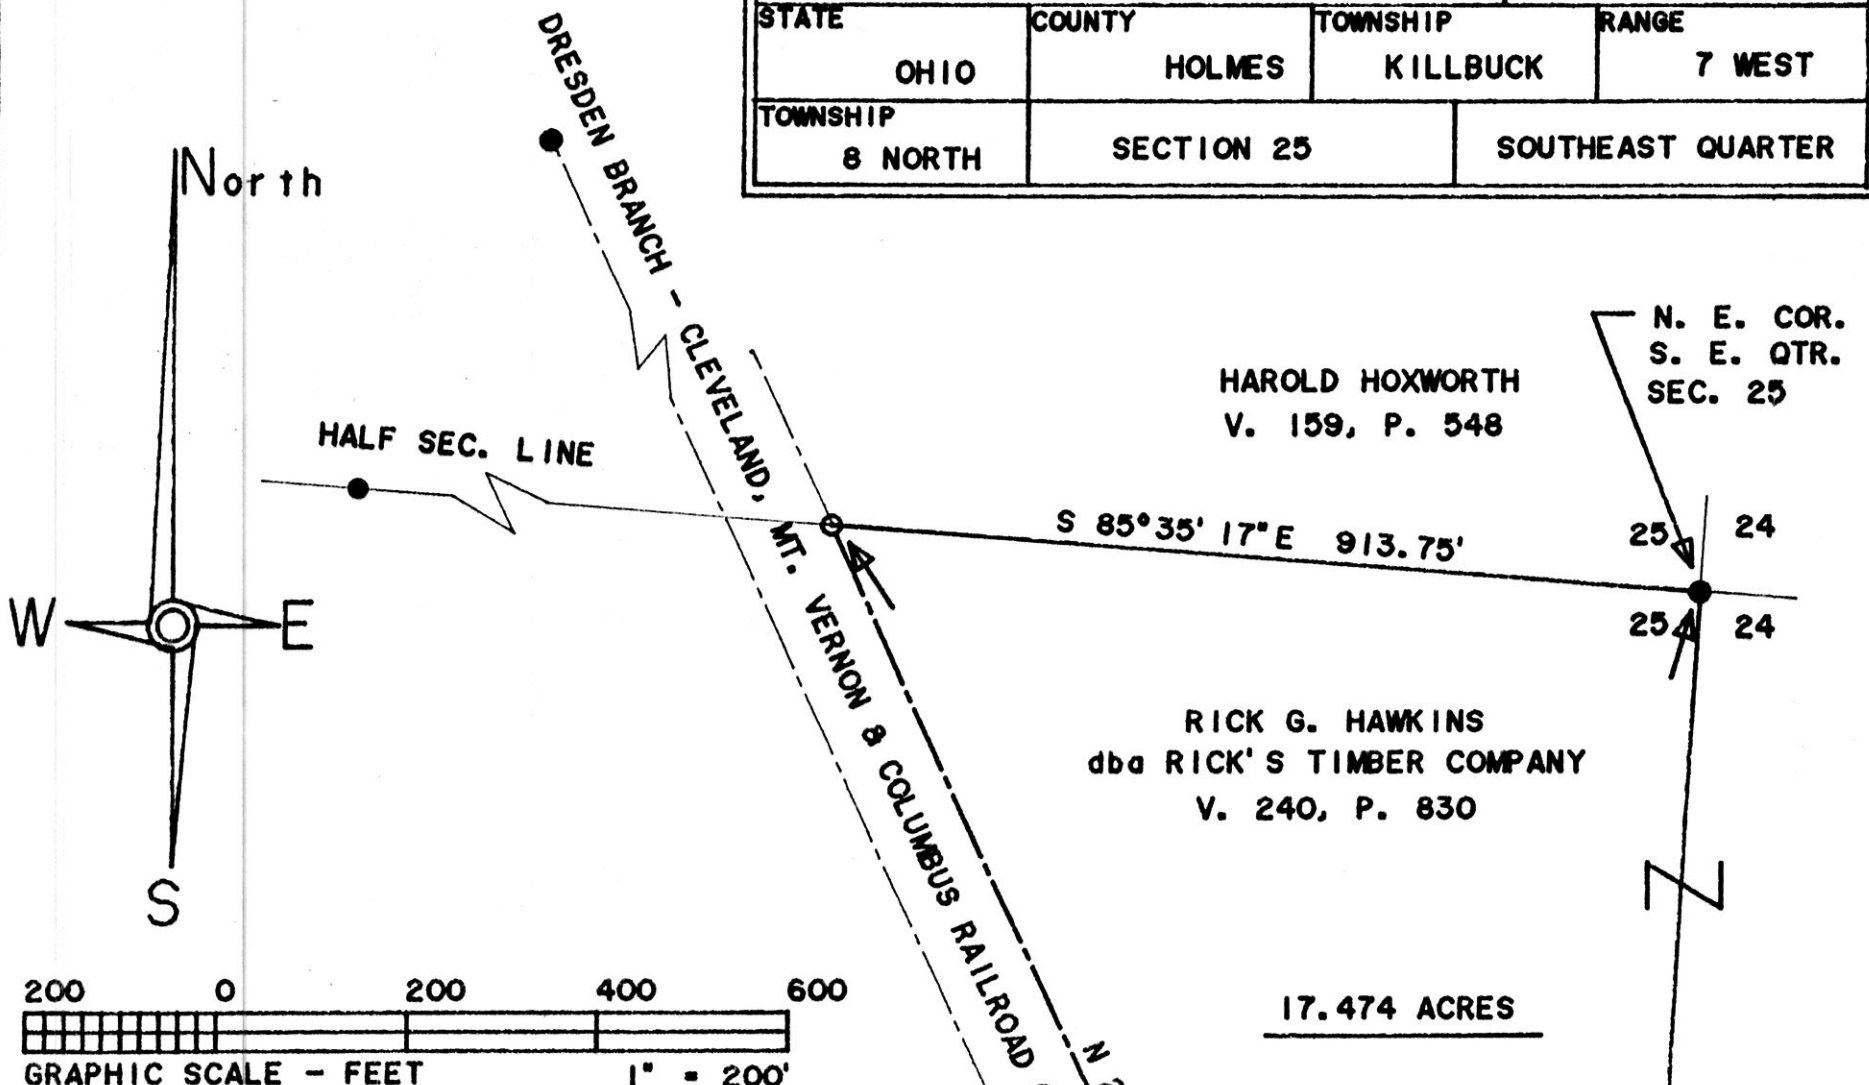 STATE
OHIO
COUNTY
HOLMES
TOWNSHIP
KILLBUCK
RANGE
7 WEST
TOWNSHIP
8 NORTH
SECTION 25
SOUTHEAST QUARTER
North
W
E
S
DRESDEN BRANCH - CLEVELAND, MT. VERNON & COLUMBUS RAILROAD
HALF SEC. LINE
HAROLD HOXWORTH
V. 159, P. 548
N. E. COR.
S. E. QTR.
SEC. 25
S 85°35' 17"E 913.75'
25 24
25 24
RICK G. HAWKINS
dba RICK'S TIMBER COMPANY
V. 240, P. 830
17.474 ACRES
N
200 0 200 400 600
GRAPHIC SCALE - FEET 1" = 200'